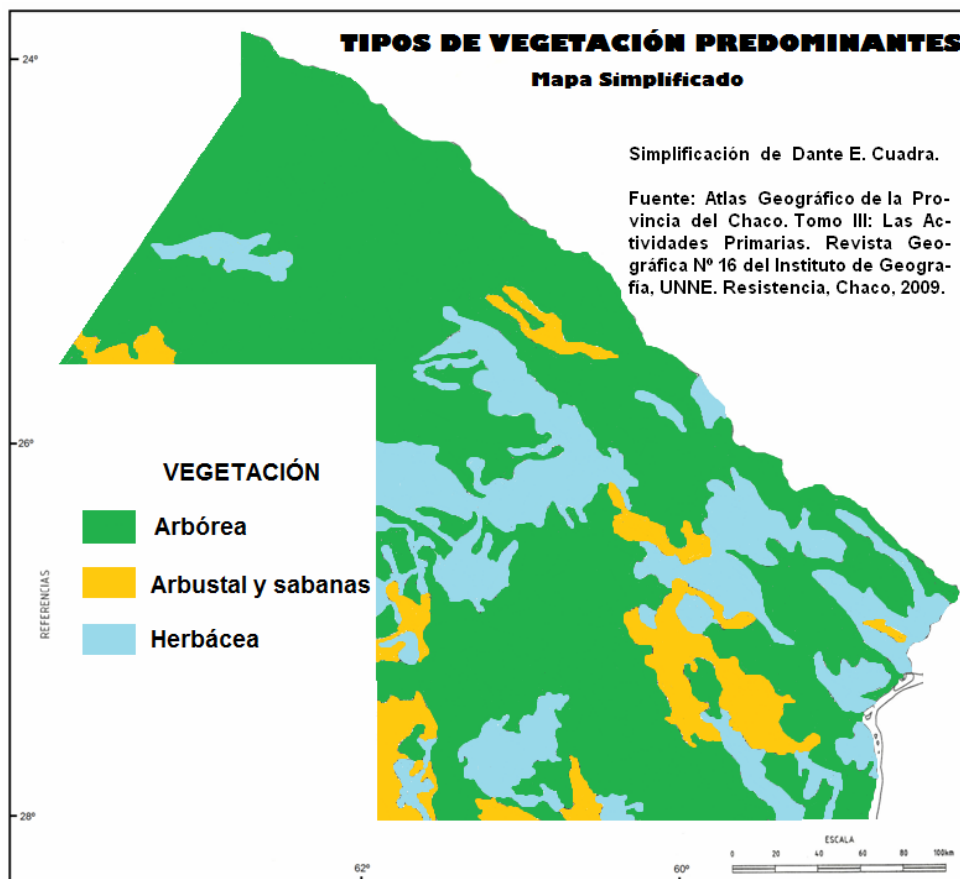 TIPOS DE VEGETACIÓN PREDOMINANTES
Mapa Simplificado
24º
Simplificación de Dante E. Cuadra.
Fuente: Atlas Geográfico de la Pro-
vincia del Chaco. Tomo III: Las Ac-
tividades Primarias. Revista Geo-
gráfica Nº 16 del Instituto de Geogra-
fía, UNNE. Resistencia, Chaco, 2009.
26º
VEGETACIÓN
Arbórea
Arbustal y sabanas
Herbácea
REFERENCIAS
28º
62º
60º
ESCALA
0 20 40 60 80 100km